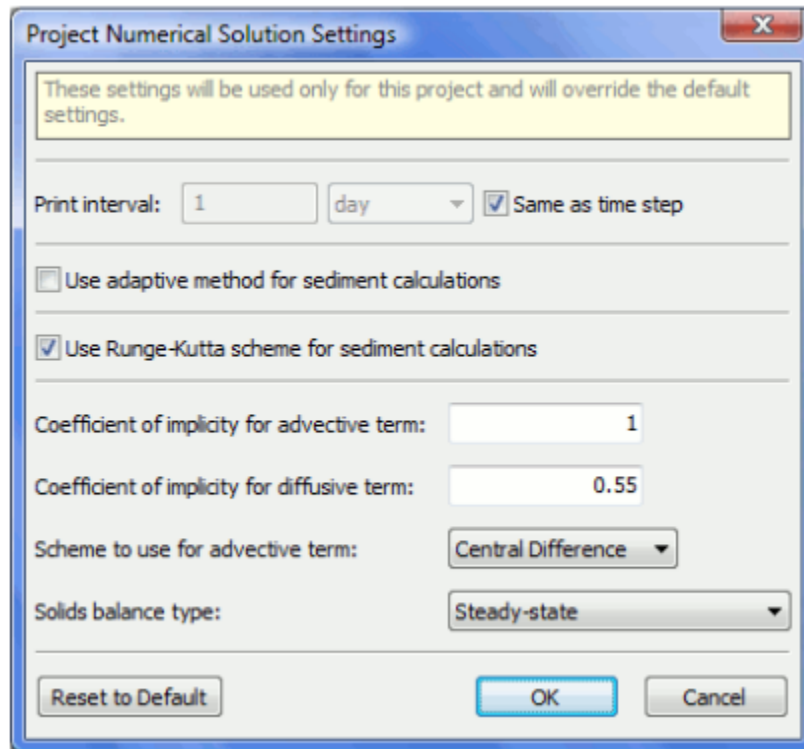 Project Numerical Solution Settings
These settings will be used only for this project and will override the default
settings.
Print interval: 1 day Same as time step
Use adaptive method for sediment calculations
Use Runge-Kutta scheme for sediment calculations
Coefficient of implicity for advective term: 1
Coefficient of implicity for diffusive term: 0.55
Scheme to use for advective term: Central Difference
Solids balance type: Steady-state
Reset to Default OK Cancel